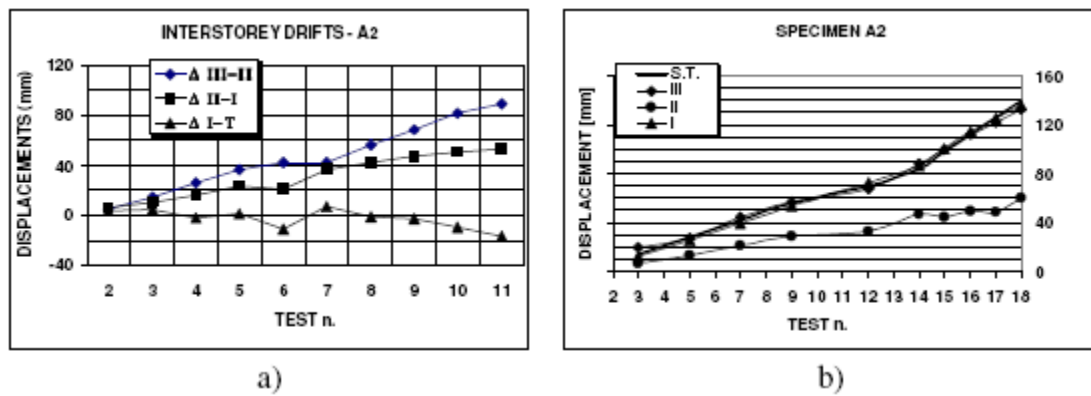 INTERSTOREY DRIFTS - A2
DISPLACEMENTS (mm)
120
80
40
0
-40
Δ III-II
Δ II-I
Δ I-T
2 3 4 5 6 7 8 9 10 11
TEST n.
a)
SPECIMEN A2
DISPLACEMENT [mm]
S.T.
III
II
I
160
120
80
40
0
2 3 4 5 6 7 8 9 10 11 12 13 14 15 16 17 18
TEST n.
b)